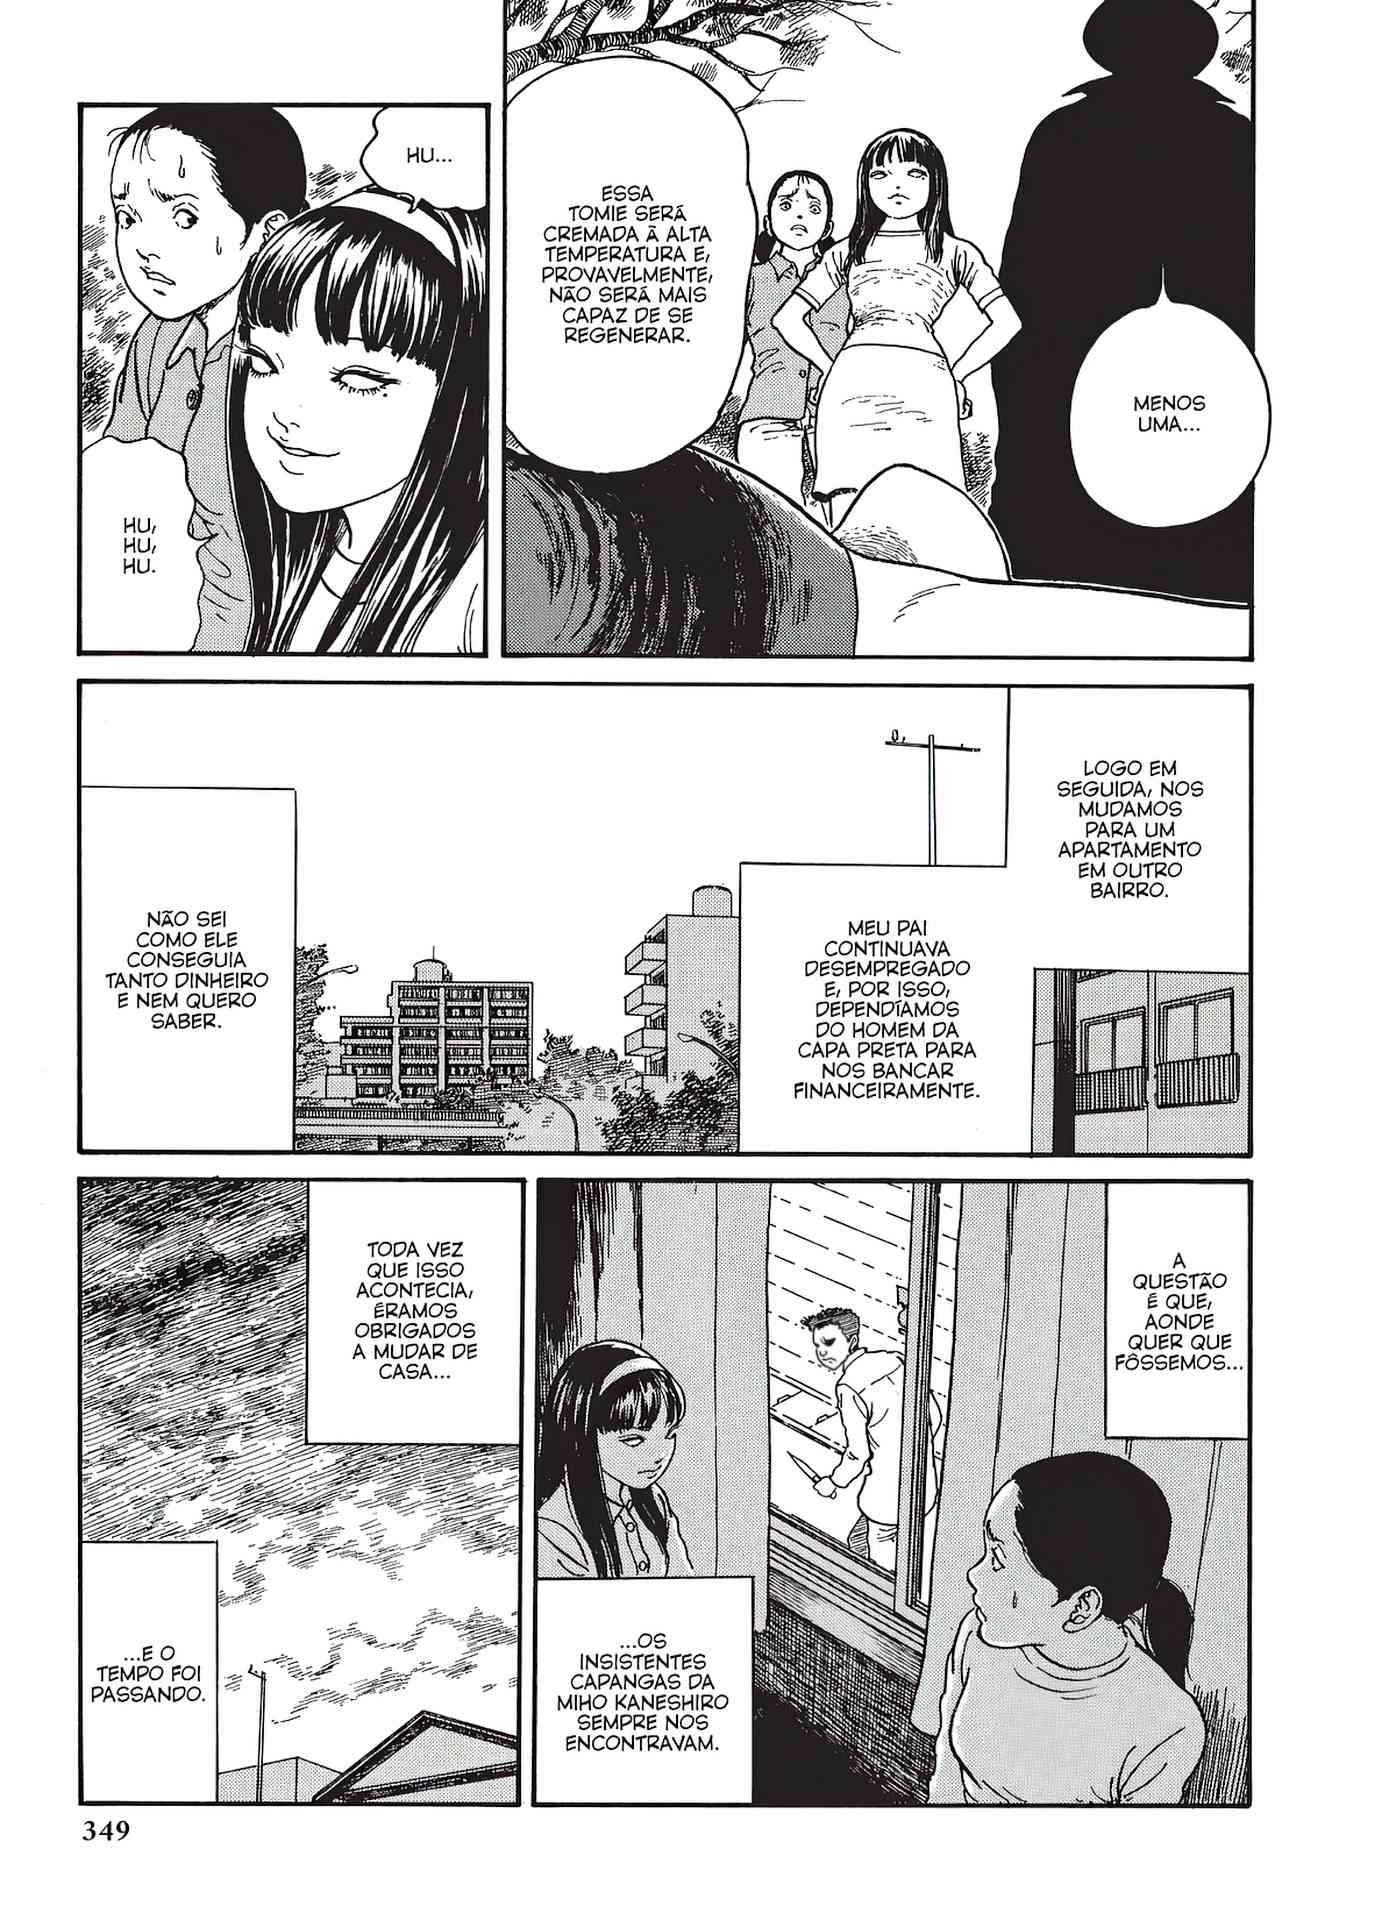 MENOS
UMA...
ESSA
TOMIE SERÁ
CREMADA À ALTA
TEMPERATURA E,
PROVAVELMENTE,
NÃO SERÁ MAIS
CAPAZ DE SE
REGENERAR.
HU...
HU,
HU,
HU.
LOGO EM
SEGUIDA, NOS
MUDAMOS
PARA UM
APARTAMENTO
EM OUTRO
BAIRRO.
MEU PAI
CONTINUAVA
DESEMPREGADO
E, POR ISSO,
DEPENDÍAMOS
DO HOMEM DA
CAPA PRETA PARA
NOS BANCAR
FINANCEIRAMENTE.
NÃO SEI
COMO ELE
CONSEGUIA
TANTO DINHEIRO
E NEM QUERO
SABER.
A
QUESTÃO
É QUE,
AONDE
QUER QUE
FÔSSEMOS...
...OS
INSISTENTES
CAPANGAS DA
MIHO KANESHIRO
SEMPRE NOS
ENCONTRAVAM.
TODA VEZ
QUE ISSO
ACONTECIA,
ÉRAMOS
OBRIGADOS
A MUDAR DE
CASA...
...E O
TEMPO FOI
PASSANDO.
349